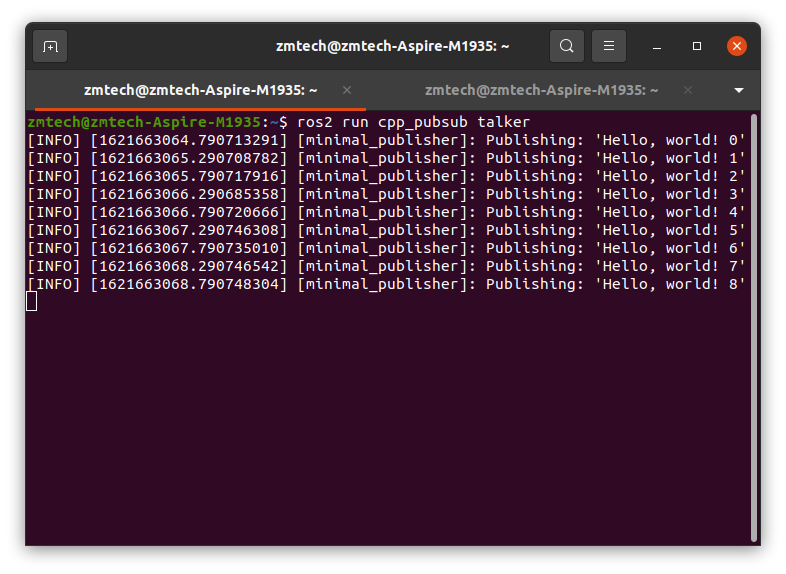 zmtech@zmtech-Aspire-M1935: ~
zmtech@zmtech-Aspire-M1935: ~
zmtech@zmtech-Aspire-M1935: ~
zmtech@zmtech-Aspire-M1935:~$ ros2 run cpp_pubsub talker
[INFO] [1621663064.790713291] [minimal_publisher]: Publishing: 'Hello, world! 0'
[INFO] [1621663065.290708782] [minimal_publisher]: Publishing: 'Hello, world! 1'
[INFO] [1621663065.790717916] [minimal_publisher]: Publishing: 'Hello, world! 2'
[INFO] [1621663066.290685358] [minimal_publisher]: Publishing: 'Hello, world! 3'
[INFO] [1621663066.790720666] [minimal_publisher]: Publishing: 'Hello, world! 4'
[INFO] [1621663067.290746308] [minimal_publisher]: Publishing: 'Hello, world! 5'
[INFO] [1621663067.790735010] [minimal_publisher]: Publishing: 'Hello, world! 6'
[INFO] [1621663068.290746542] [minimal_publisher]: Publishing: 'Hello, world! 7'
[INFO] [1621663068.790748304] [minimal_publisher]: Publishing: 'Hello, world! 8'